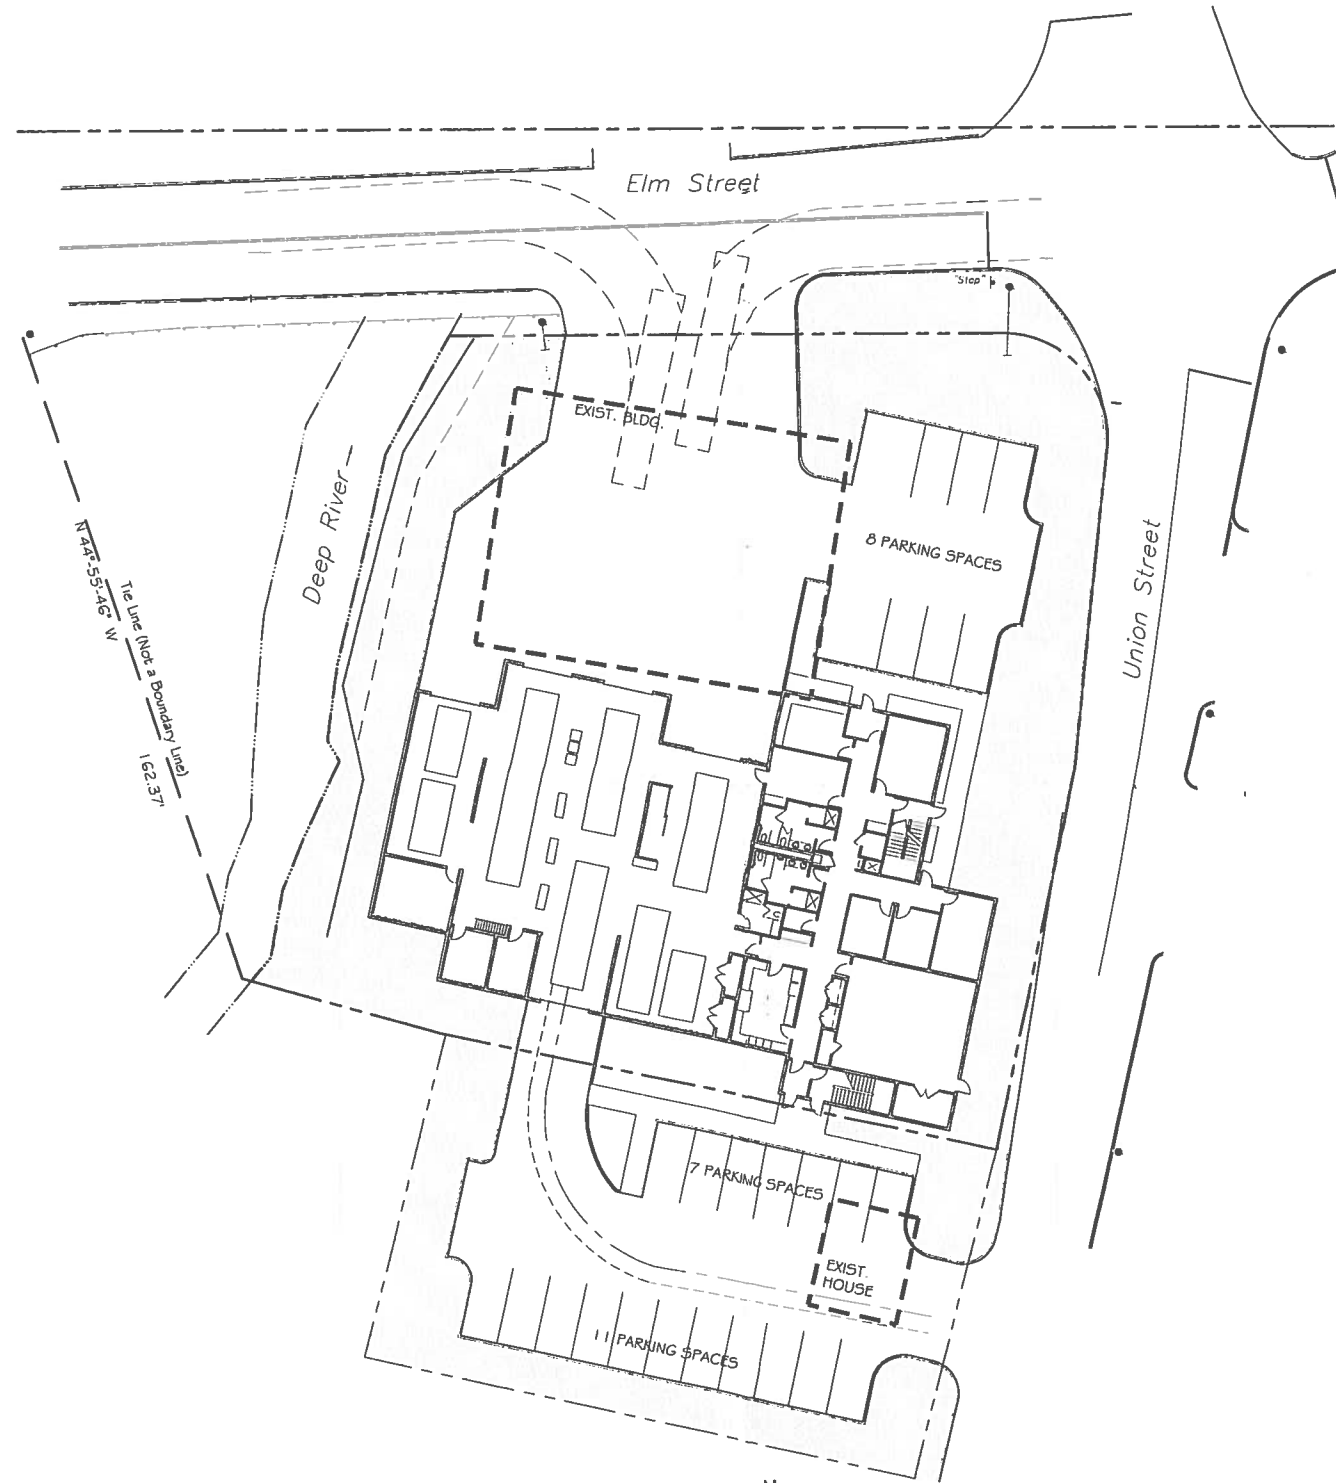 Elm Street
"Stop"
EXIST. BLDG.
8 PARKING SPACES
Deep River
Union Street
N 44°-55'-46" W
Tie Line (Not a Boundary Line)
162.37'
7 PARKING SPACES
EXIST.
HOUSE
11 PARKING SPACES